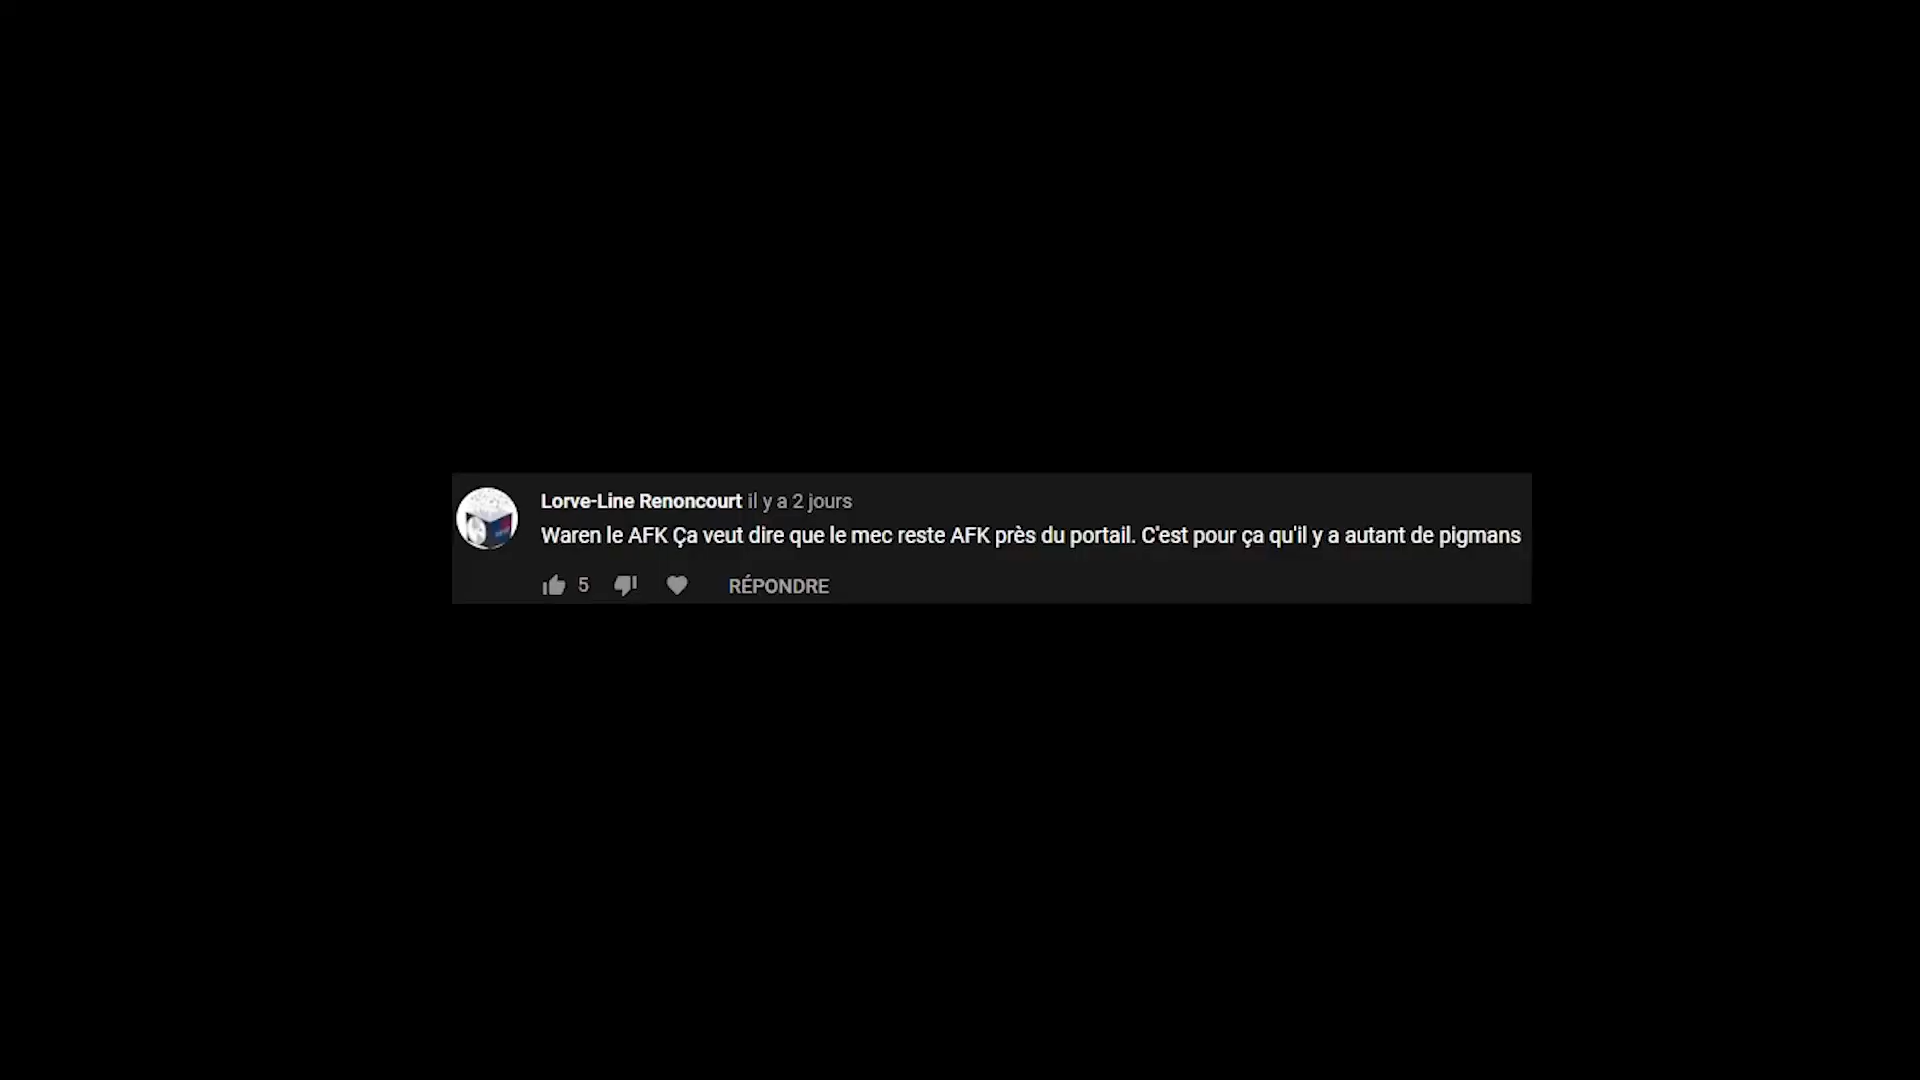 Lorve-Line Renoncourt il y a 2 jours
Waren le AFK Ça veut dire que le mec reste AFK près du portail. C'est pour ça qu'il y a autant de pigmans
5 RÉPONDRE